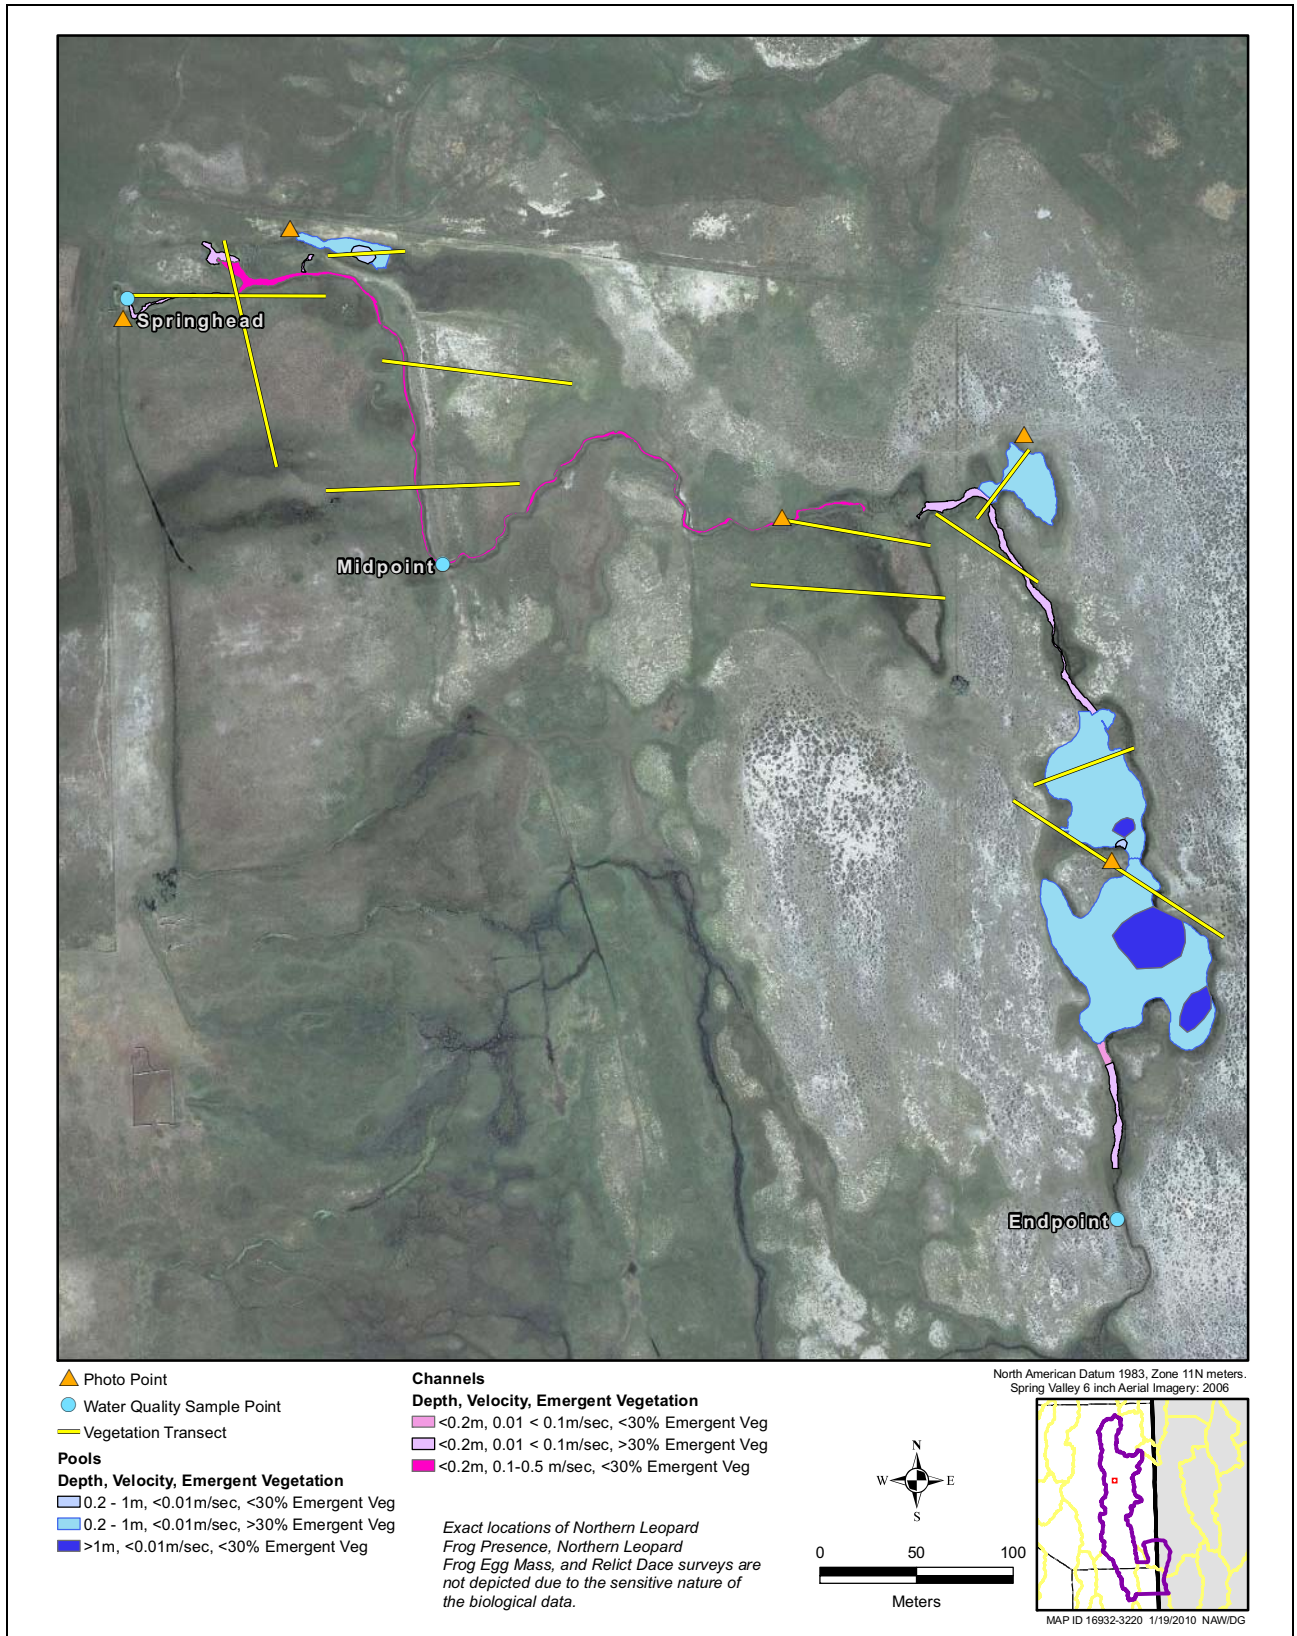 Springhead
Midpoint
Endpoint
Photo Point
Water Quality Sample Point
Vegetation Transect
Pools
Depth, Velocity, Emergent Vegetation
0.2 - 1m, <0.01m/sec, <30% Emergent Veg
0.2 - 1m, <0.01m/sec, >30% Emergent Veg
>1m, <0.01m/sec, <30% Emergent Veg
Channels
Depth, Velocity, Emergent Vegetation
<0.2m, 0.01 < 0.1m/sec, <30% Emergent Veg
<0.2m, 0.01 < 0.1m/sec, >30% Emergent Veg
<0.2m, 0.1-0.5 m/sec, <30% Emergent Veg
Exact locations of Northern Leopard
Frog Presence, Northern Leopard
Frog Egg Mass, and Relict Dace surveys are
not depicted due to the sensitive nature of
the biological data.
N
W E
S
0 50 100
Meters
North American Datum 1983, Zone 11N meters.
Spring Valley 6 inch Aerial Imagery: 2006
MAP ID 16932-3220 1/19/2010 NAW/DG